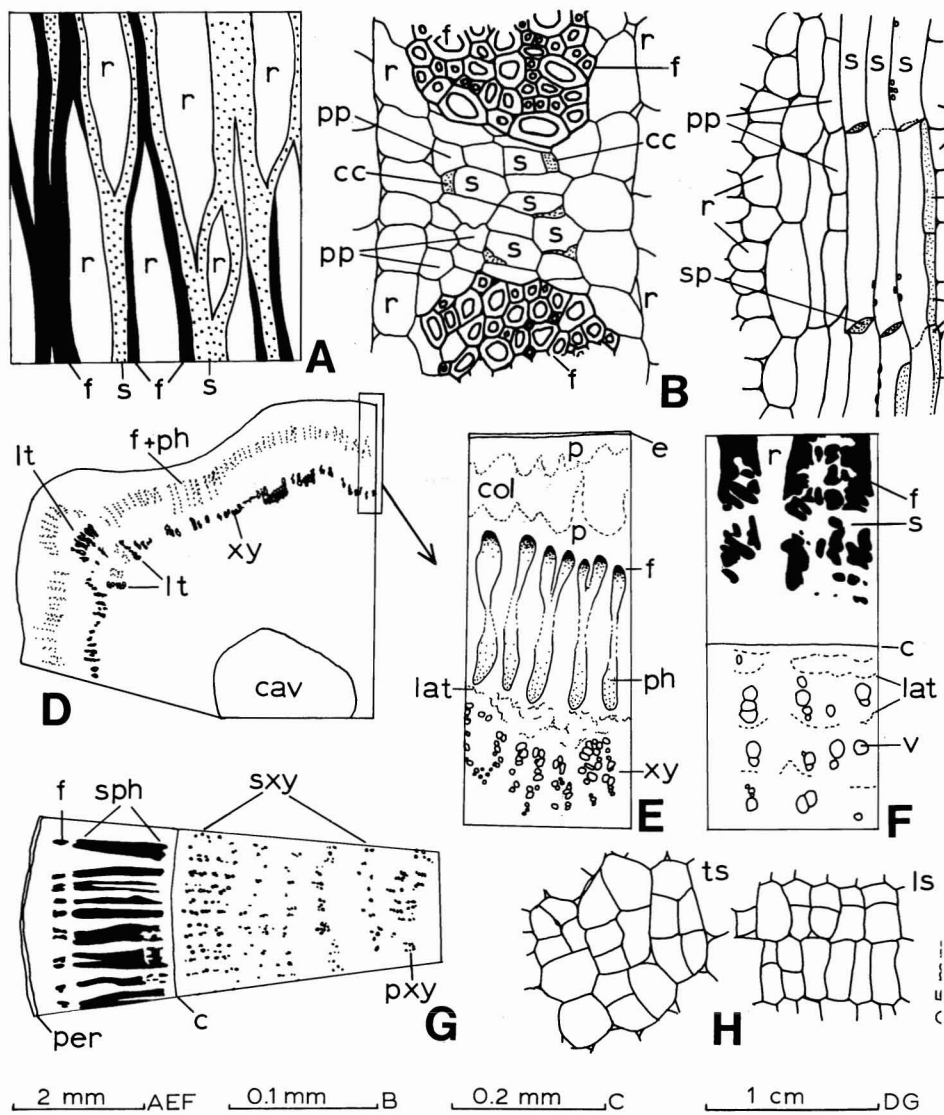 r r r
r r
r
f s f s
A
f r
r f
pp
s cc
cc s
s
s
pp
r r
f
B
s s s
pp
r
sp
lt f+ph
xy
lt
cav
D
p e
col
p
f
lat ph
xy
E
r
f
s
c
lat
v
F
f sph sxy
per c pxy
G
ts ls
H
2 mm AEF 0.1 mm B 0.2 mm C 1 cm DG